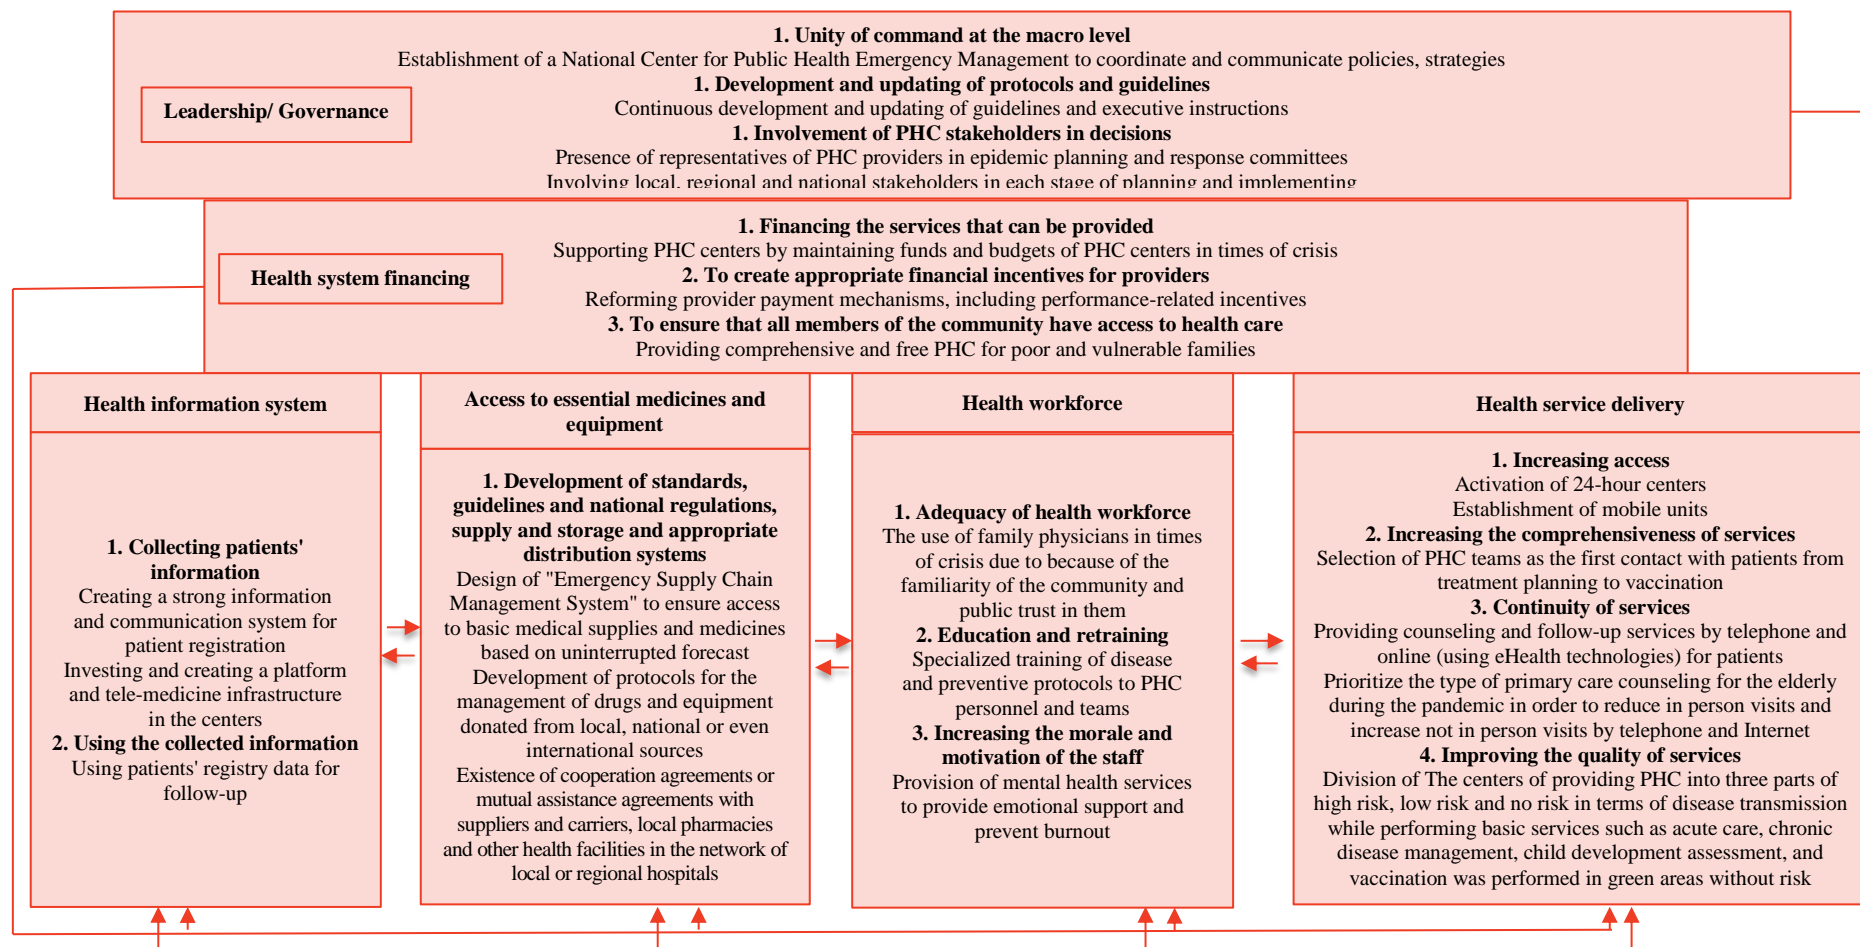 1. Unity of command at the macro level
Establishment of a National Center for Public Health Emergency Management to coordinate and communicate policies, strategies
1. Development and updating of protocols and guidelines
Continuous development and updating of guidelines and executive instructions
1. Involvement of PHC stakeholders in decisions
Presence of representatives of PHC providers in epidemic planning and response committees
Involving local, regional and national stakeholders in each stage of planning and implementing
Leadership/ Governance
1. Financing the services that can be provided
Supporting PHC centers by maintaining funds and budgets of PHC centers in times of crisis
2. To create appropriate financial incentives for providers
Reforming provider payment mechanisms, including performance-related incentives
3. To ensure that all members of the community have access to health care
Providing comprehensive and free PHC for poor and vulnerable families
Health system financing
Health information system
1. Collecting patients'
information
Creating a strong information
and communication system for
patient registration
Investing and creating a platform
and tele-medicine infrastructure
in the centers
2. Using the collected information
Using patients' registry data for
follow-up
Access to essential medicines and
equipment
1. Development of standards,
guidelines and national regulations,
supply and storage and appropriate
distribution systems
Design of "Emergency Supply Chain
Management System" to ensure access
to basic medical supplies and medicines
based on uninterrupted forecast
Development of protocols for the
management of drugs and equipment
donated from local, national or even
international sources
Existence of cooperation agreements or
mutual assistance agreements with
suppliers and carriers, local pharmacies
and other health facilities in the network of
local or regional hospitals
Health workforce
1. Adequacy of health workforce
The use of family physicians in times
of crisis due to because of the
familiarity of the community and
public trust in them
2. Education and retraining
Specialized training of disease
and preventive protocols to PHC
personnel and teams
3. Increasing the morale and
motivation of the staff
Provision of mental health services
to provide emotional support and
prevent burnout
Health service delivery
1. Increasing access
Activation of 24-hour centers
Establishment of mobile units
2. Increasing the comprehensiveness of services
Selection of PHC teams as the first contact with patients from
treatment planning to vaccination
3. Continuity of services
Providing counseling and follow-up services by telephone and
online (using eHealth technologies) for patients
Prioritize the type of primary care counseling for the elderly
during the pandemic in order to reduce in person visits and
increase not in person visits by telephone and Internet
4. Improving the quality of services
Division of The centers of providing PHC into three parts of
high risk, low risk and no risk in terms of disease transmission
while performing basic services such as acute care, chronic
disease management, child development assessment, and
vaccination was performed in green areas without risk